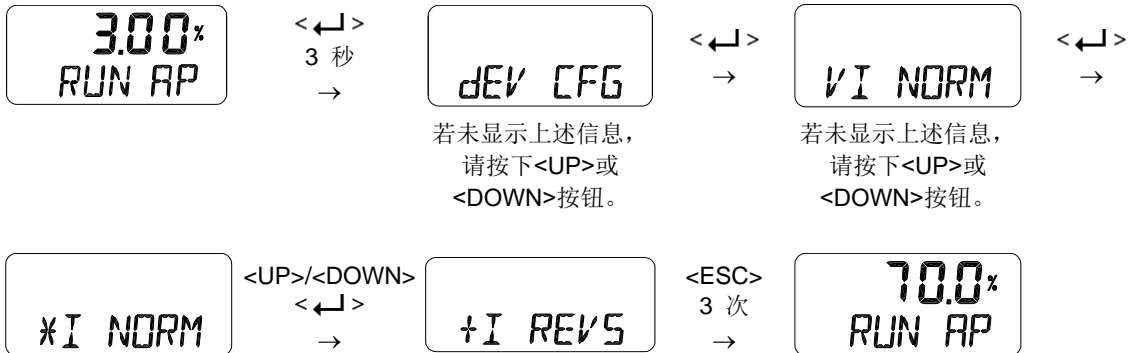 3.00%
RUN AP
< ↵ >
3 秒
→
dEV CFG
若未显示上述信息,
请按下<UP>或
<DOWN>按钮。
< ↵ >
→
VI NORM
若未显示上述信息,
请按下<UP>或
<DOWN>按钮。
< ↵ >
→
*I NORM
<UP>/<DOWN>
< ↵ >
→
+I REVS
<ESC>
3 次
→
70.0%
RUN AP